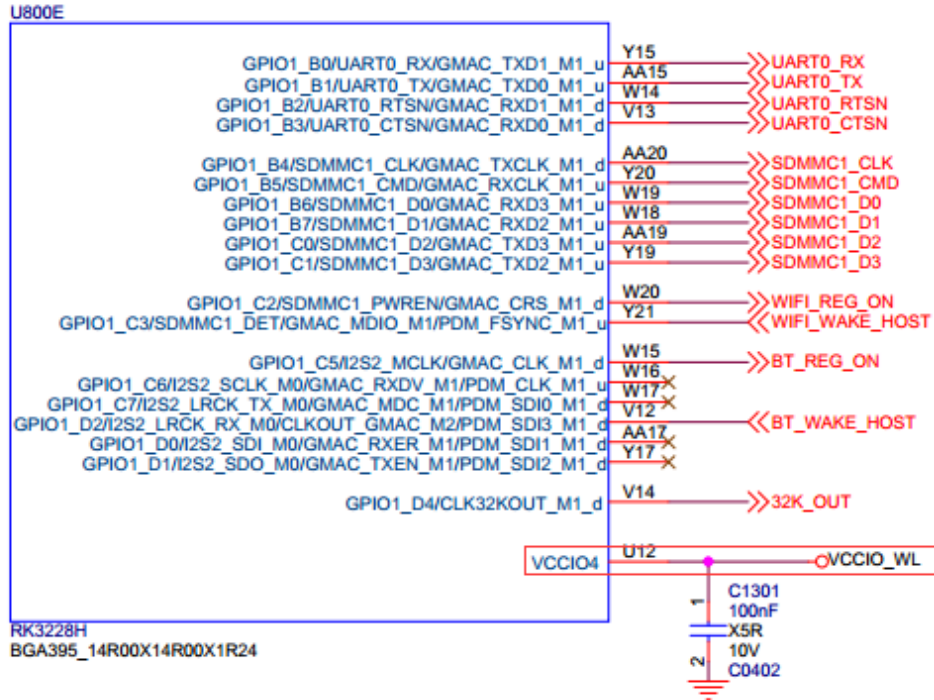 U800E
GPIO1_B0/UART0_RX/GMAC_TXD1_M1_u Y15 UART0_RX
GPIO1_B1/UART0_TX/GMAC_TXD0_M1_u AA15 UART0_TX
GPIO1_B2/UART0_RTSN/GMAC_RXD1_M1_d W14 UART0_RTSN
GPIO1_B3/UART0_CTSN/GMAC_RXD0_M1_d V13 UART0_CTSN
GPIO1_B4/SDMMC1_CLK/GMAC_TXCLK_M1_d AA20 SDMMC1_CLK
GPIO1_B5/SDMMC1_CMD/GMAC_RXCLK_M1_u Y20 SDMMC1_CMD
GPIO1_B6/SDMMC1_D0/GMAC_RXD3_M1_u W19 SDMMC1_D0
GPIO1_B7/SDMMC1_D1/GMAC_RXD2_M1_u W18 SDMMC1_D1
GPIO1_C0/SDMMC1_D2/GMAC_TXD3_M1_u AA19 SDMMC1_D2
GPIO1_C1/SDMMC1_D3/GMAC_TXD2_M1_u Y19 SDMMC1_D3
GPIO1_C2/SDMMC1_PWREN/GMAC_CRS_M1_d W20 WIFI_REG_ON
GPIO1_C3/SDMMC1_DET/GMAC_MDIO_M1/PDM_FSYNC_M1_u Y21 WIFI_WAKE_HOST
GPIO1_C5/I2S2_MCLK/GMAC_CLK_M1_d W15 BT_REG_ON
GPIO1_C6/I2S2_SCLK_M0/GMAC_RXDV_M1/PDM_CLK_M1_u W16
GPIO1_C7/I2S2_LRCK_TX_M0/GMAC_MDC_M1/PDM_SDI0_M1_d W17
GPIO1_D2/I2S2_LRCK_RX_M0/CLKOUT_GMAC_M2/PDM_SDI3_M1_d V12 BT_WAKE_HOST
GPIO1_D0/I2S2_SDI_M0/GMAC_RXER_M1/PDM_SDI1_M1_d AA17
GPIO1_D1/I2S2_SDO_M0/GMAC_TXEN_M1/PDM_SDI2_M1_d Y17
GPIO1_D4/CLK32KOUT_M1_d V14 32K_OUT
VCCIO4 U12 VCCIO_WL
1 C1301
100nF
X5R
10V
2 C0402
RK3228H
BGA395_14R00X14R00X1R24